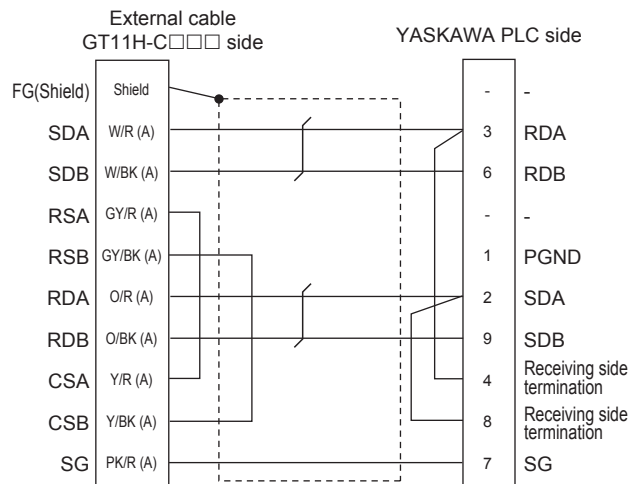 External cable
GT11H-C□□□ side
YASKAWA PLC side
FG(Shield) Shield - -
SDA W/R (A) 3 RDA
SDB W/BK (A) 6 RDB
RSA GY/R (A) - -
RSB GY/BK (A) 1 PGND
RDA O/R (A) 2 SDA
RDB O/BK (A) 9 SDB
CSA Y/R (A) 4 Receiving side
termination
CSB Y/BK (A) 8 Receiving side
termination
SG PK/R (A) 7 SG